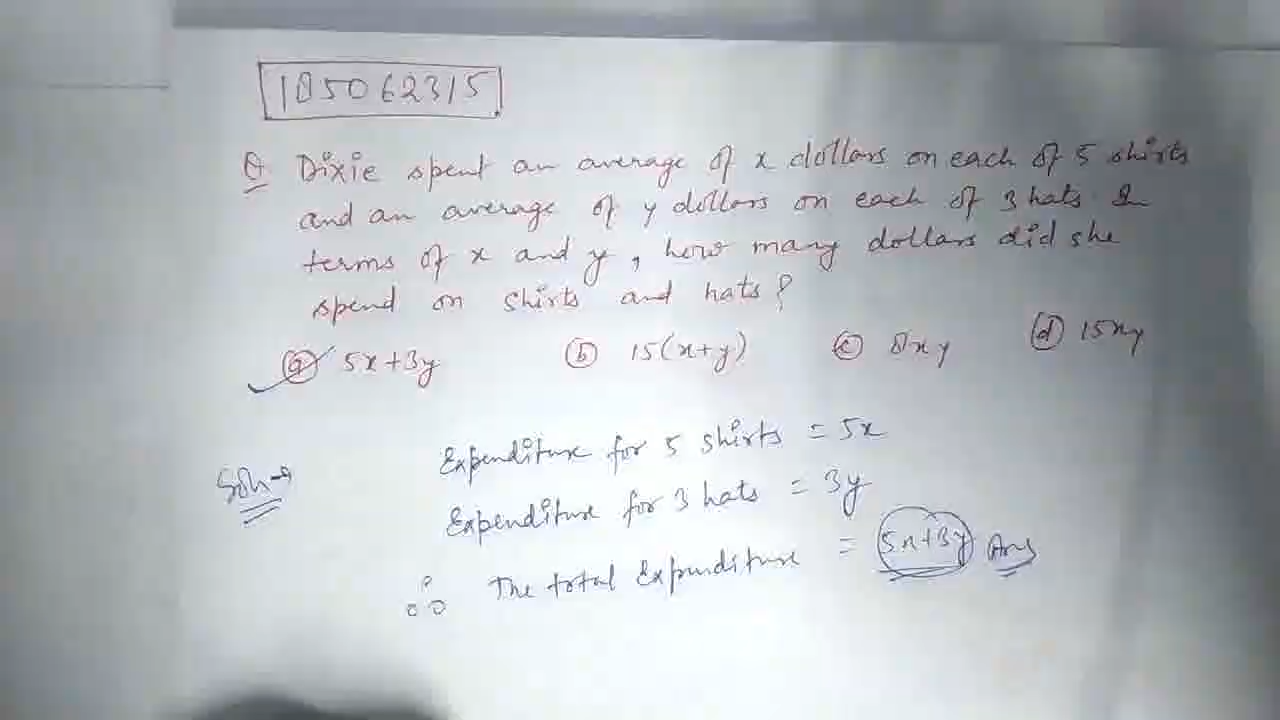 185062315
Q Dixie spent an average of x dollars on each of 5 shirts
and an average of y dollars on each of 3 hats In
terms of x and y, how many dollars did she
spend on shirts and hats?
(a) 5x+3y (b) 15(x+y) (c) 8xy (d) 15xy
Soln→ Expenditure for 5 shirts = 5x
Expenditure for 3 hats = 3y
∴ The total Expenditure = 5x+3y Ans